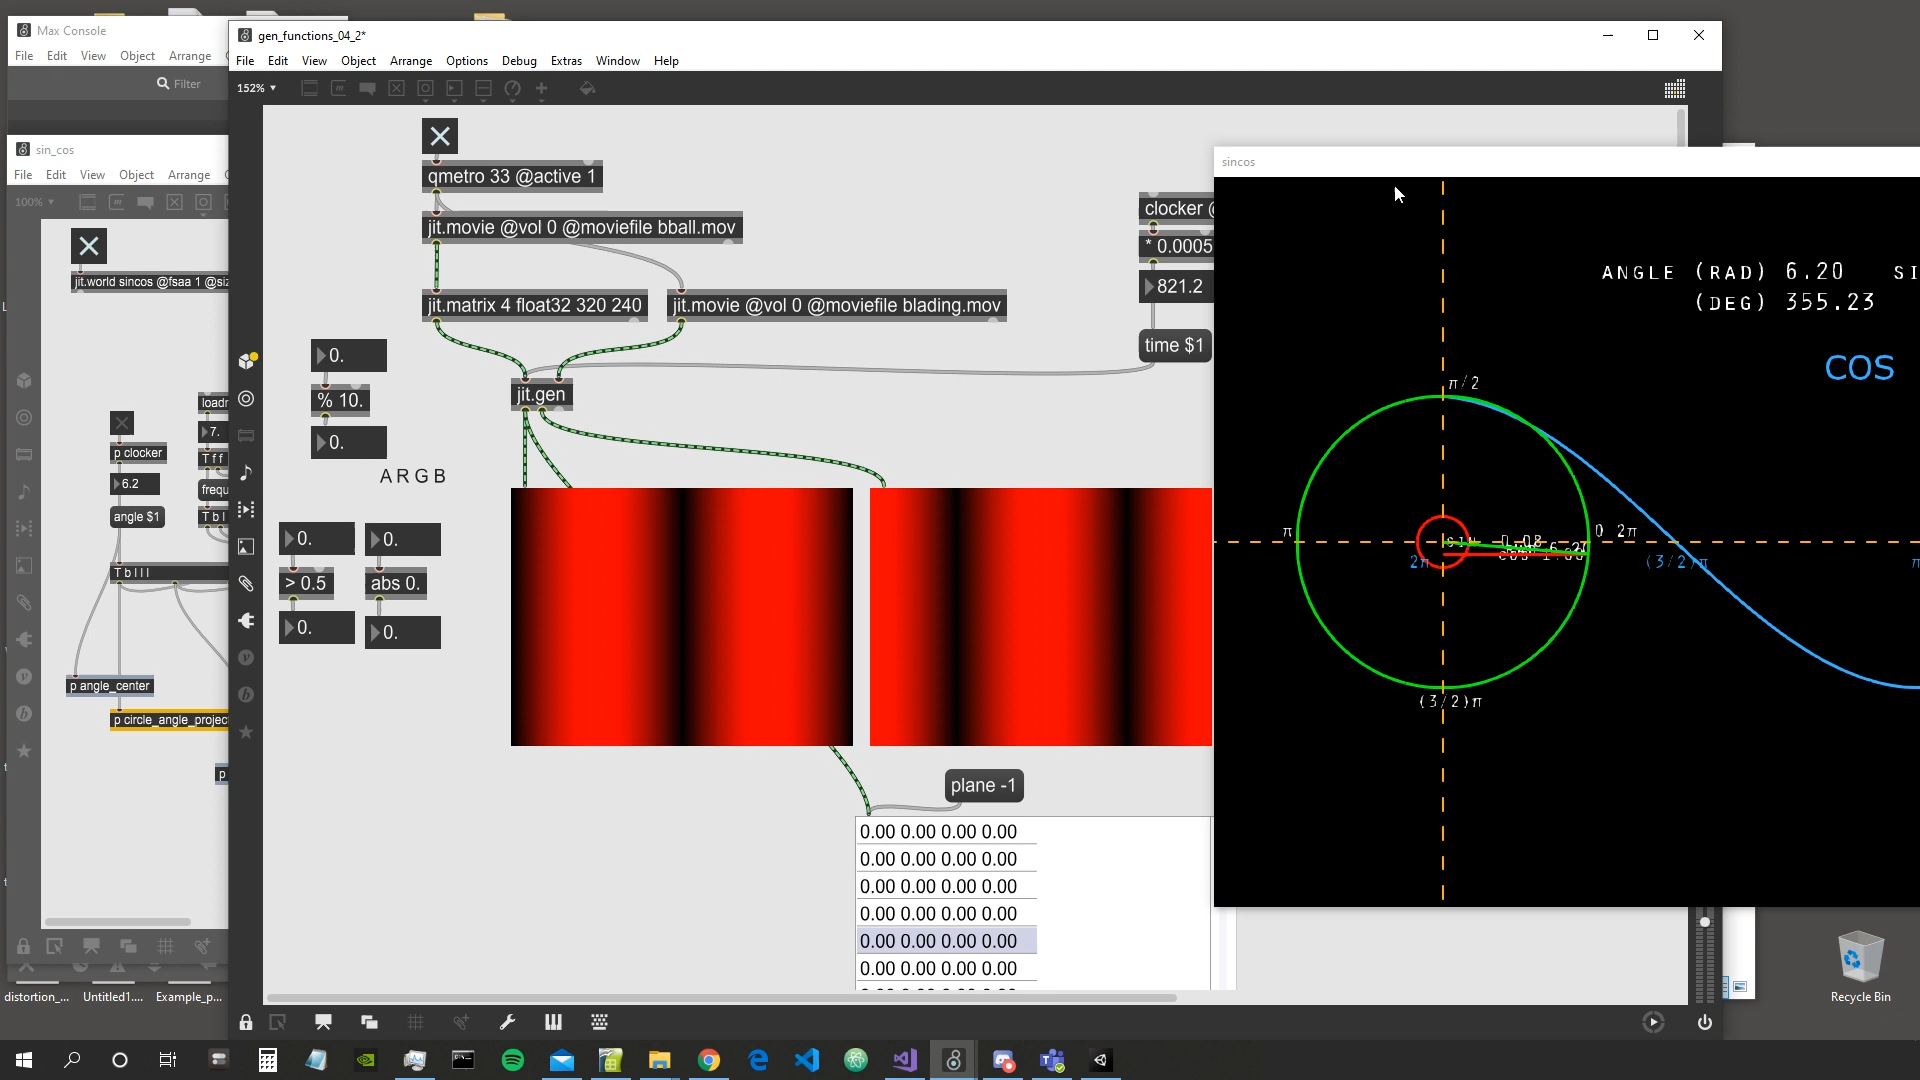 Max Console
File Edit View Object Arrange
Filter
sin_cos
File Edit View Object Arrange
100%
jit.world sincos @fsaa 1 @siz
loadr
7.
p clocker
T f f
6.2
frequ
angle $1
T b I
T b I I I
p angle_center
p circle_angle_project
p
gen_functions_04_2*
File Edit View Object Arrange Options Debug Extras Window Help
152%
qmetro 33 @active 1
jit.movie @vol 0 @moviefile bball.mov
jit.matrix 4 float32 320 240
jit.movie @vol 0 @moviefile blading.mov
clocker @
* 0.0005
821.2
time $1
0.
% 10.
0.
jit.gen
A R G B
0. 0.
> 0.5 abs 0.
0. 0.
plane -1
0.00 0.00 0.00 0.00
0.00 0.00 0.00 0.00
0.00 0.00 0.00 0.00
0.00 0.00 0.00 0.00
0.00 0.00 0.00 0.00
0.00 0.00 0.00 0.00
sincos
ANGLE (RAD) 6.20 SI
(DEG) 355.23
COS
π/2
π
0 2π
2π
(3/2)π
(3/2)π
distortion_... Untitled1.... Example_p...
Recycle Bin